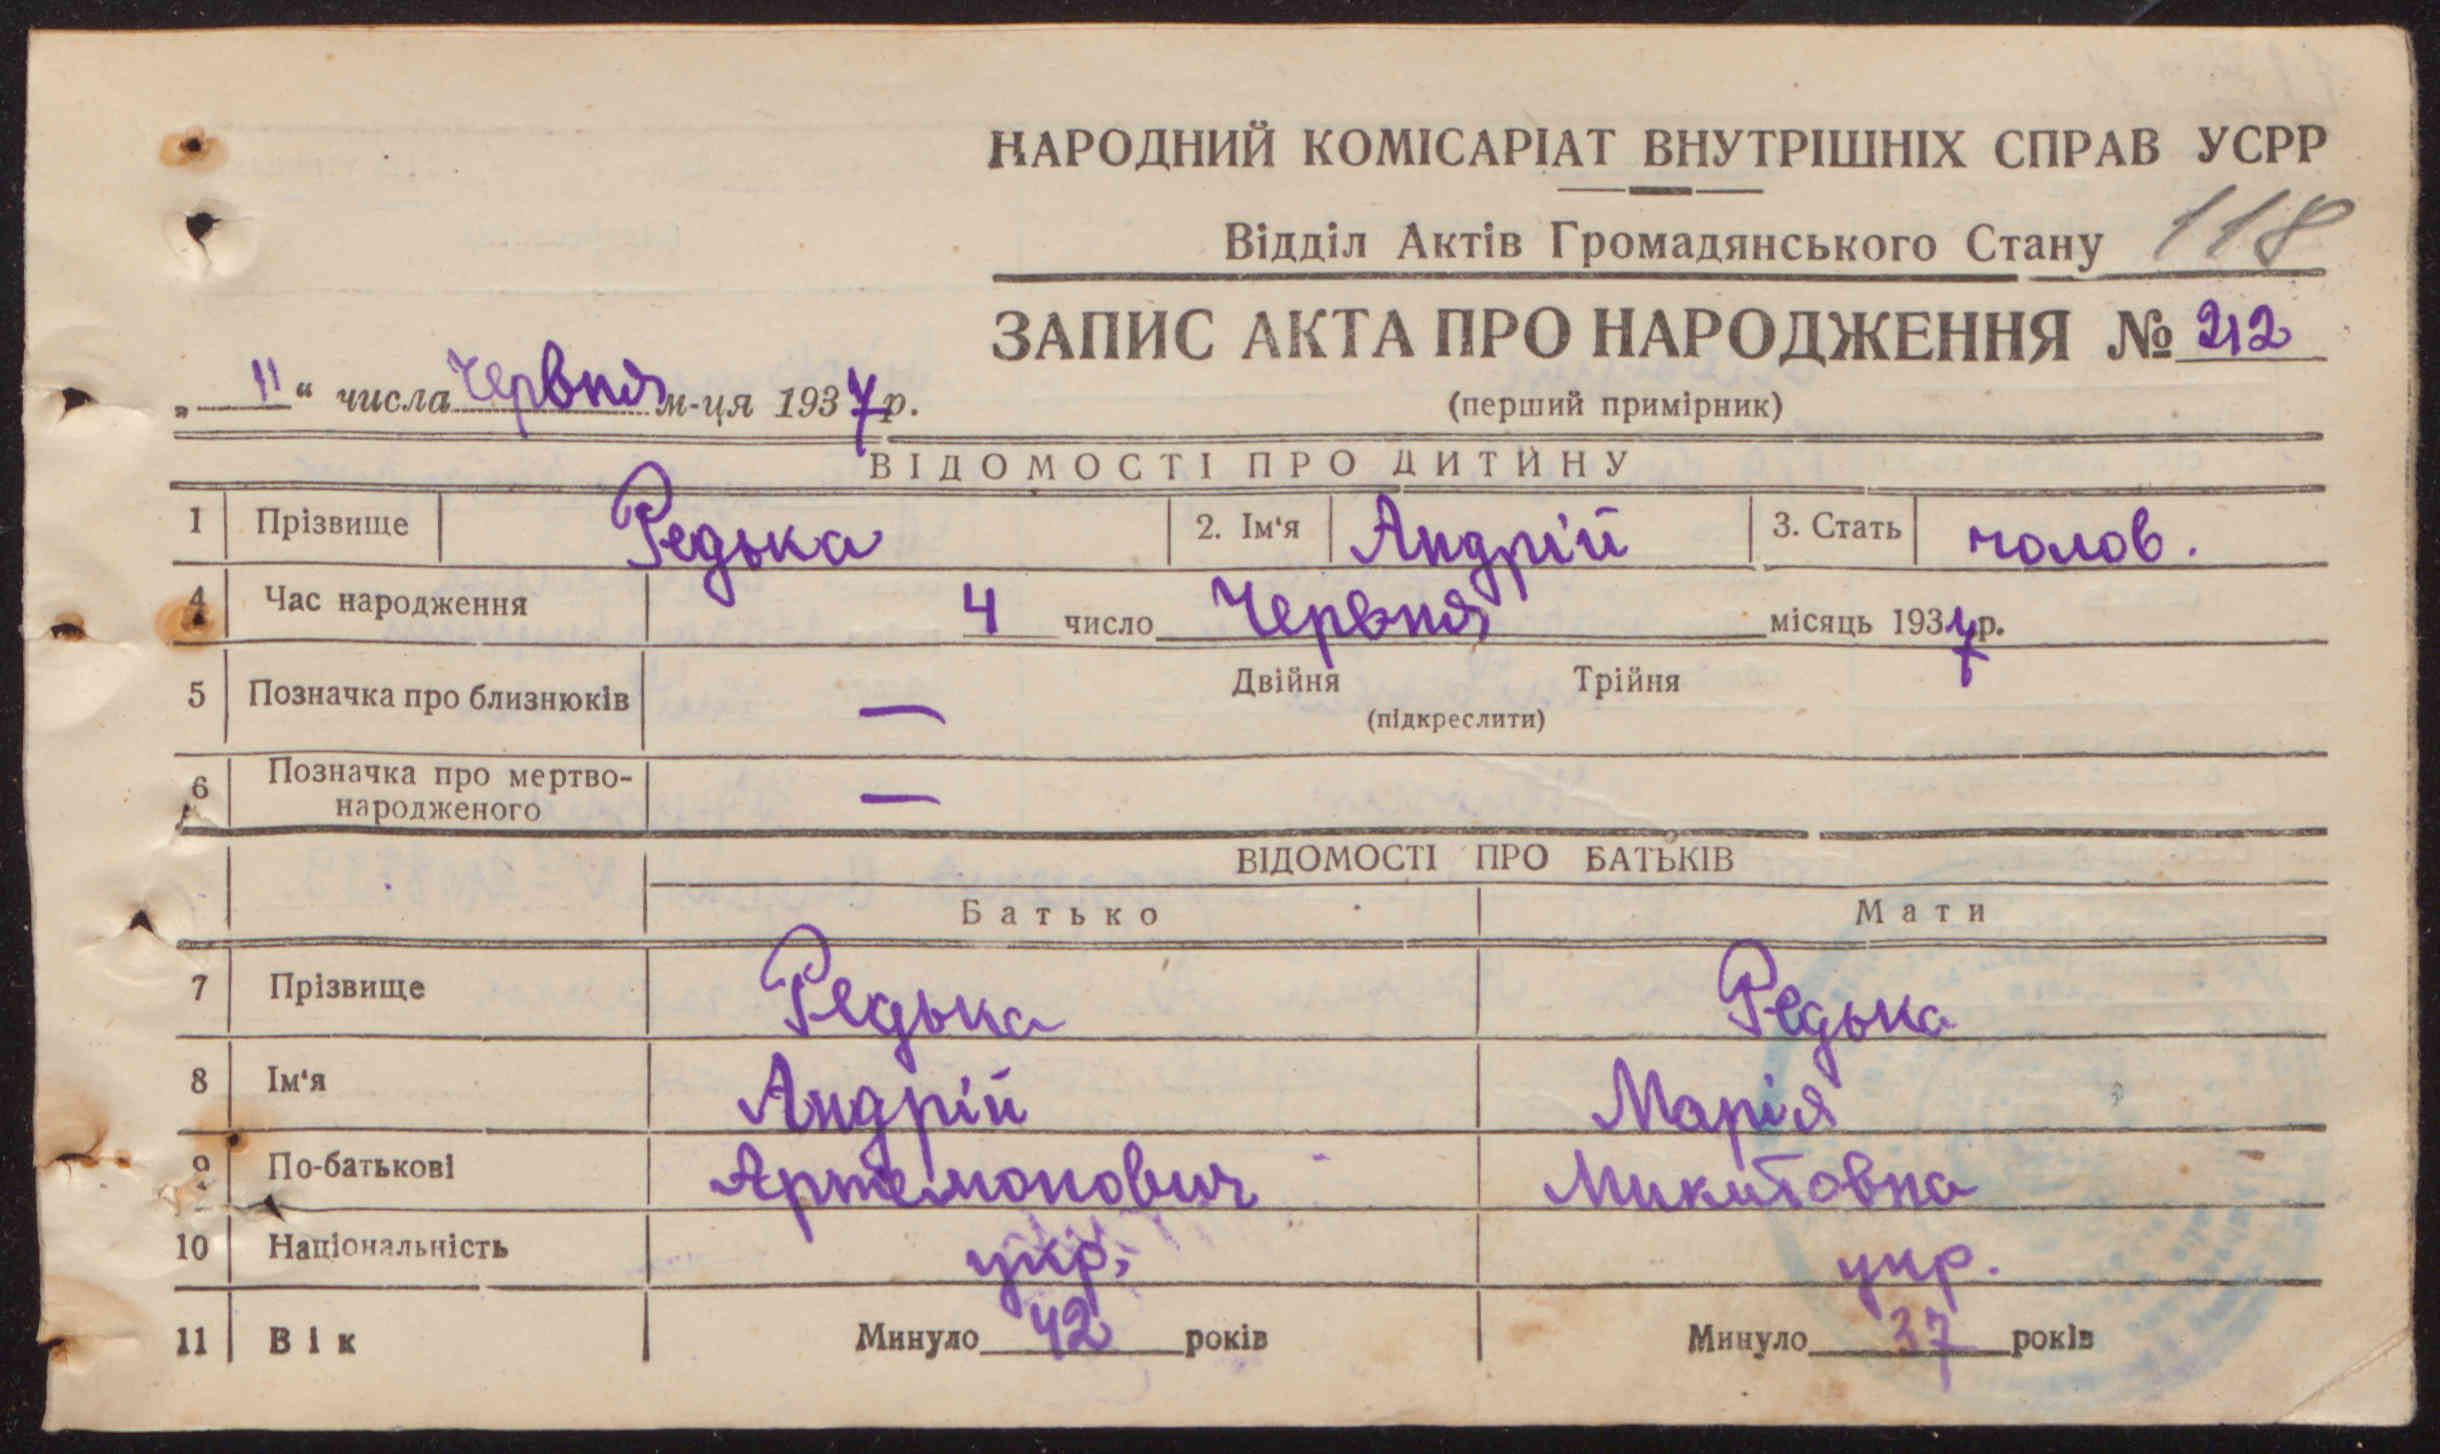 НАРОДНИЙ КОМІСАРІАТ ВНУТРІШНІХ СПРАВ УСРР
Відділ Актів Громадянського Стану 118
ЗАПИС АКТА ПРО НАРОДЖЕННЯ № 212
„ 11 “ числа Червня м-ця 1937 р.
(перший примірник)
ВІДОМОСТІ ПРО ДИТИНУ
1 Прізвище Редька 2. Ім'я Андрій 3. Стать чолов.
4 Час народження 4 число Червня місяць 1937 р.
5 Позначка про близнюків — Двійня Трійня
(підкреслити)
6 Позначка про мертво-
народженого —
ВІДОМОСТІ ПРО БАТЬКІВ
Батько Мати
7 Прізвище Редька Редька
8 Ім'я Андрій Марія
9 По-батькові Артемонович Микитовна
10 Національність укр. укр.
11 Вік Минуло 42 років Минуло 37 років